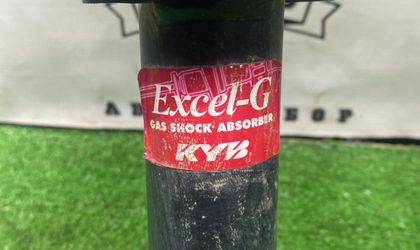 Excel-G
GAS SHOCK ABSORBER
KYB